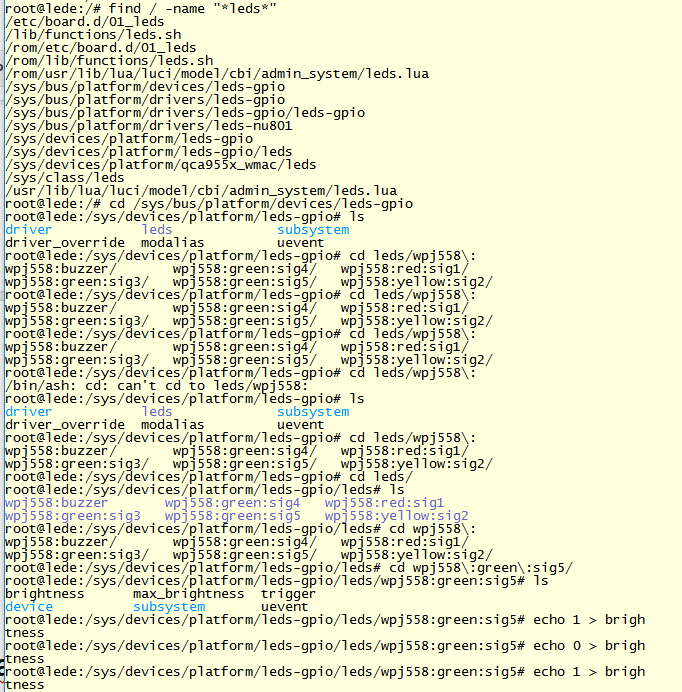 root@lede:/# find / -name "*leds*"
/etc/board.d/01_leds
/lib/functions/leds.sh
/rom/etc/board.d/01_leds
/rom/lib/functions/leds.sh
/rom/usr/lib/lua/luci/model/cbi/admin_system/leds.lua
/sys/bus/platform/devices/leds-gpio
/sys/bus/platform/drivers/leds-gpio
/sys/bus/platform/drivers/leds-gpio/leds-gpio
/sys/bus/platform/drivers/leds-nu801
/sys/devices/platform/leds-gpio
/sys/devices/platform/leds-gpio/leds
/sys/devices/platform/qca955x_wmac/leds
/sys/class/leds
/usr/lib/lua/luci/model/cbi/admin_system/leds.lua
root@lede:/# cd /sys/bus/platform/devices/leds-gpio
root@lede:/sys/devices/platform/leds-gpio# ls
driver           leds             subsystem
driver_override  modalias         uevent
root@lede:/sys/devices/platform/leds-gpio# cd leds/wpj558\:
wpj558:buzzer/       wpj558:green:sig4/   wpj558:red:sig1/
wpj558:green:sig3/   wpj558:green:sig5/   wpj558:yellow:sig2/
root@lede:/sys/devices/platform/leds-gpio# cd leds/wpj558\:
wpj558:buzzer/       wpj558:green:sig4/   wpj558:red:sig1/
wpj558:green:sig3/   wpj558:green:sig5/   wpj558:yellow:sig2/
root@lede:/sys/devices/platform/leds-gpio# cd leds/wpj558\:
wpj558:buzzer/       wpj558:green:sig4/   wpj558:red:sig1/
wpj558:green:sig3/   wpj558:green:sig5/   wpj558:yellow:sig2/
root@lede:/sys/devices/platform/leds-gpio# cd leds/wpj558\:
/bin/ash: cd: can't cd to leds/wpj558:
root@lede:/sys/devices/platform/leds-gpio# ls
driver           leds             subsystem
driver_override  modalias         uevent
root@lede:/sys/devices/platform/leds-gpio# cd leds/wpj558\:
wpj558:buzzer/       wpj558:green:sig4/   wpj558:red:sig1/
wpj558:green:sig3/   wpj558:green:sig5/   wpj558:yellow:sig2/
root@lede:/sys/devices/platform/leds-gpio# cd leds/
root@lede:/sys/devices/platform/leds-gpio/leds# ls
wpj558:buzzer       wpj558:green:sig4   wpj558:red:sig1
wpj558:green:sig3   wpj558:green:sig5   wpj558:yellow:sig2
root@lede:/sys/devices/platform/leds-gpio/leds# cd wpj558\:
wpj558:buzzer/       wpj558:green:sig4/   wpj558:red:sig1/
wpj558:green:sig3/   wpj558:green:sig5/   wpj558:yellow:sig2/
root@lede:/sys/devices/platform/leds-gpio/leds# cd wpj558\:green\:sig5/
root@lede:/sys/devices/platform/leds-gpio/leds/wpj558:green:sig5# ls
brightness      max_brightness  trigger
device          subsystem       uevent
root@lede:/sys/devices/platform/leds-gpio/leds/wpj558:green:sig5# echo 1 > brigh
tness
root@lede:/sys/devices/platform/leds-gpio/leds/wpj558:green:sig5# echo 0 > brigh
tness
root@lede:/sys/devices/platform/leds-gpio/leds/wpj558:green:sig5# echo 1 > brigh
tness